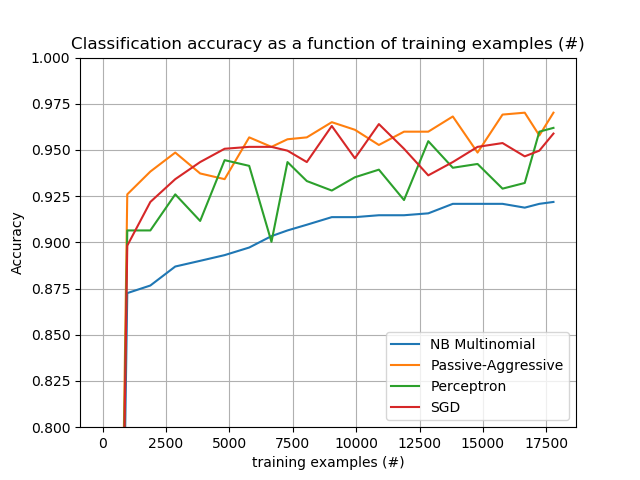 Classification accuracy as a function of training examples (#)
1.000
0.975
0.950
0.925
0.900
0.875
0.850
0.825
0.800
Accuracy
NB Multinomial
Passive-Aggressive
Perceptron
SGD
0
2500
5000
7500
10000
12500
15000
17500
training examples (#)